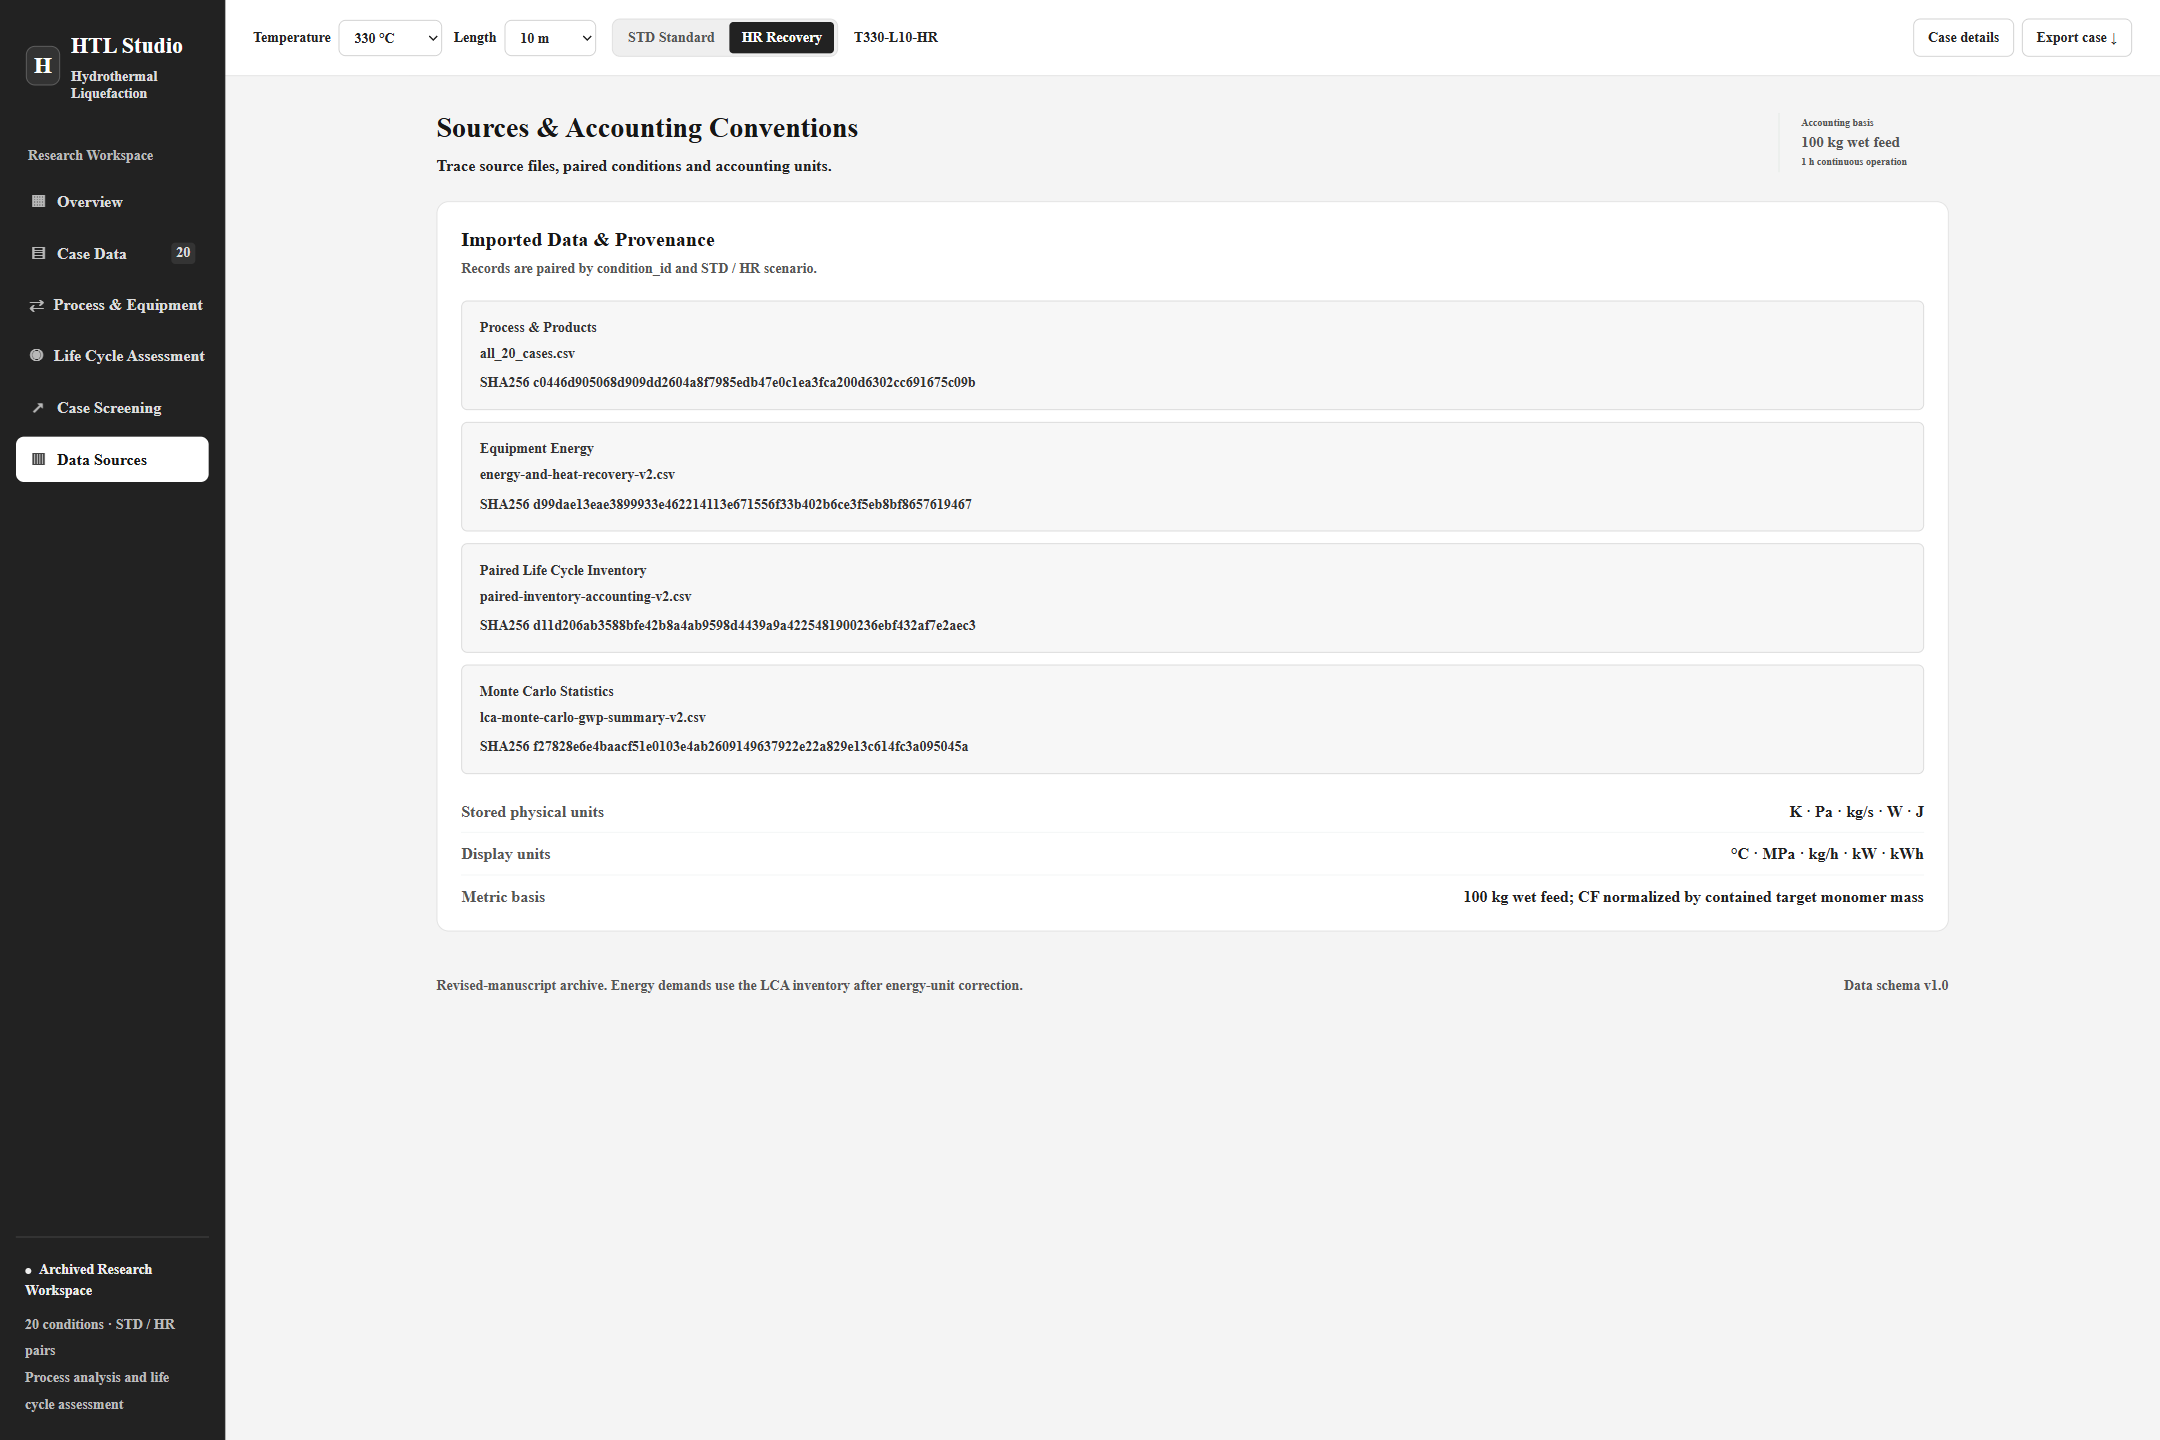 H
HTL Studio
Hydrothermal
Liquefaction
Research Workspace
Overview
Case Data 20
Process & Equipment
Life Cycle Assessment
Case Screening
Data Sources
Archived Research
Workspace
20 conditions · STD / HR
pairs
Process analysis and life
cycle assessment
Temperature 330 °C Length 10 m STD Standard HR Recovery T330-L10-HR Case details Export case ↓
Sources & Accounting Conventions
Trace source files, paired conditions and accounting units.
Accounting basis
100 kg wet feed
1 h continuous operation
Imported Data & Provenance
Records are paired by condition_id and STD / HR scenario.
Process & Products
all_20_cases.csv
SHA256 c0446d905068d909dd2604a8f7985edb47e0c1ea3fca200d6302cc691675c09b
Equipment Energy
energy-and-heat-recovery-v2.csv
SHA256 d99dae13eae3899933e462214113e671556f33b402b6ce3f5eb8bf8657619467
Paired Life Cycle Inventory
paired-inventory-accounting-v2.csv
SHA256 d11d206ab3588bfe42b8a4ab9598d4439a9a4225481900236ebf432af7e2aec3
Monte Carlo Statistics
lca-monte-carlo-gwp-summary-v2.csv
SHA256 f27828e6e4baacf51e0103e4ab2609149637922e22a829e13c614fc3a095045a
Stored physical units K · Pa · kg/s · W · J
Display units °C · MPa · kg/h · kW · kWh
Metric basis 100 kg wet feed; CF normalized by contained target monomer mass
Revised-manuscript archive. Energy demands use the LCA inventory after energy-unit correction. Data schema v1.0